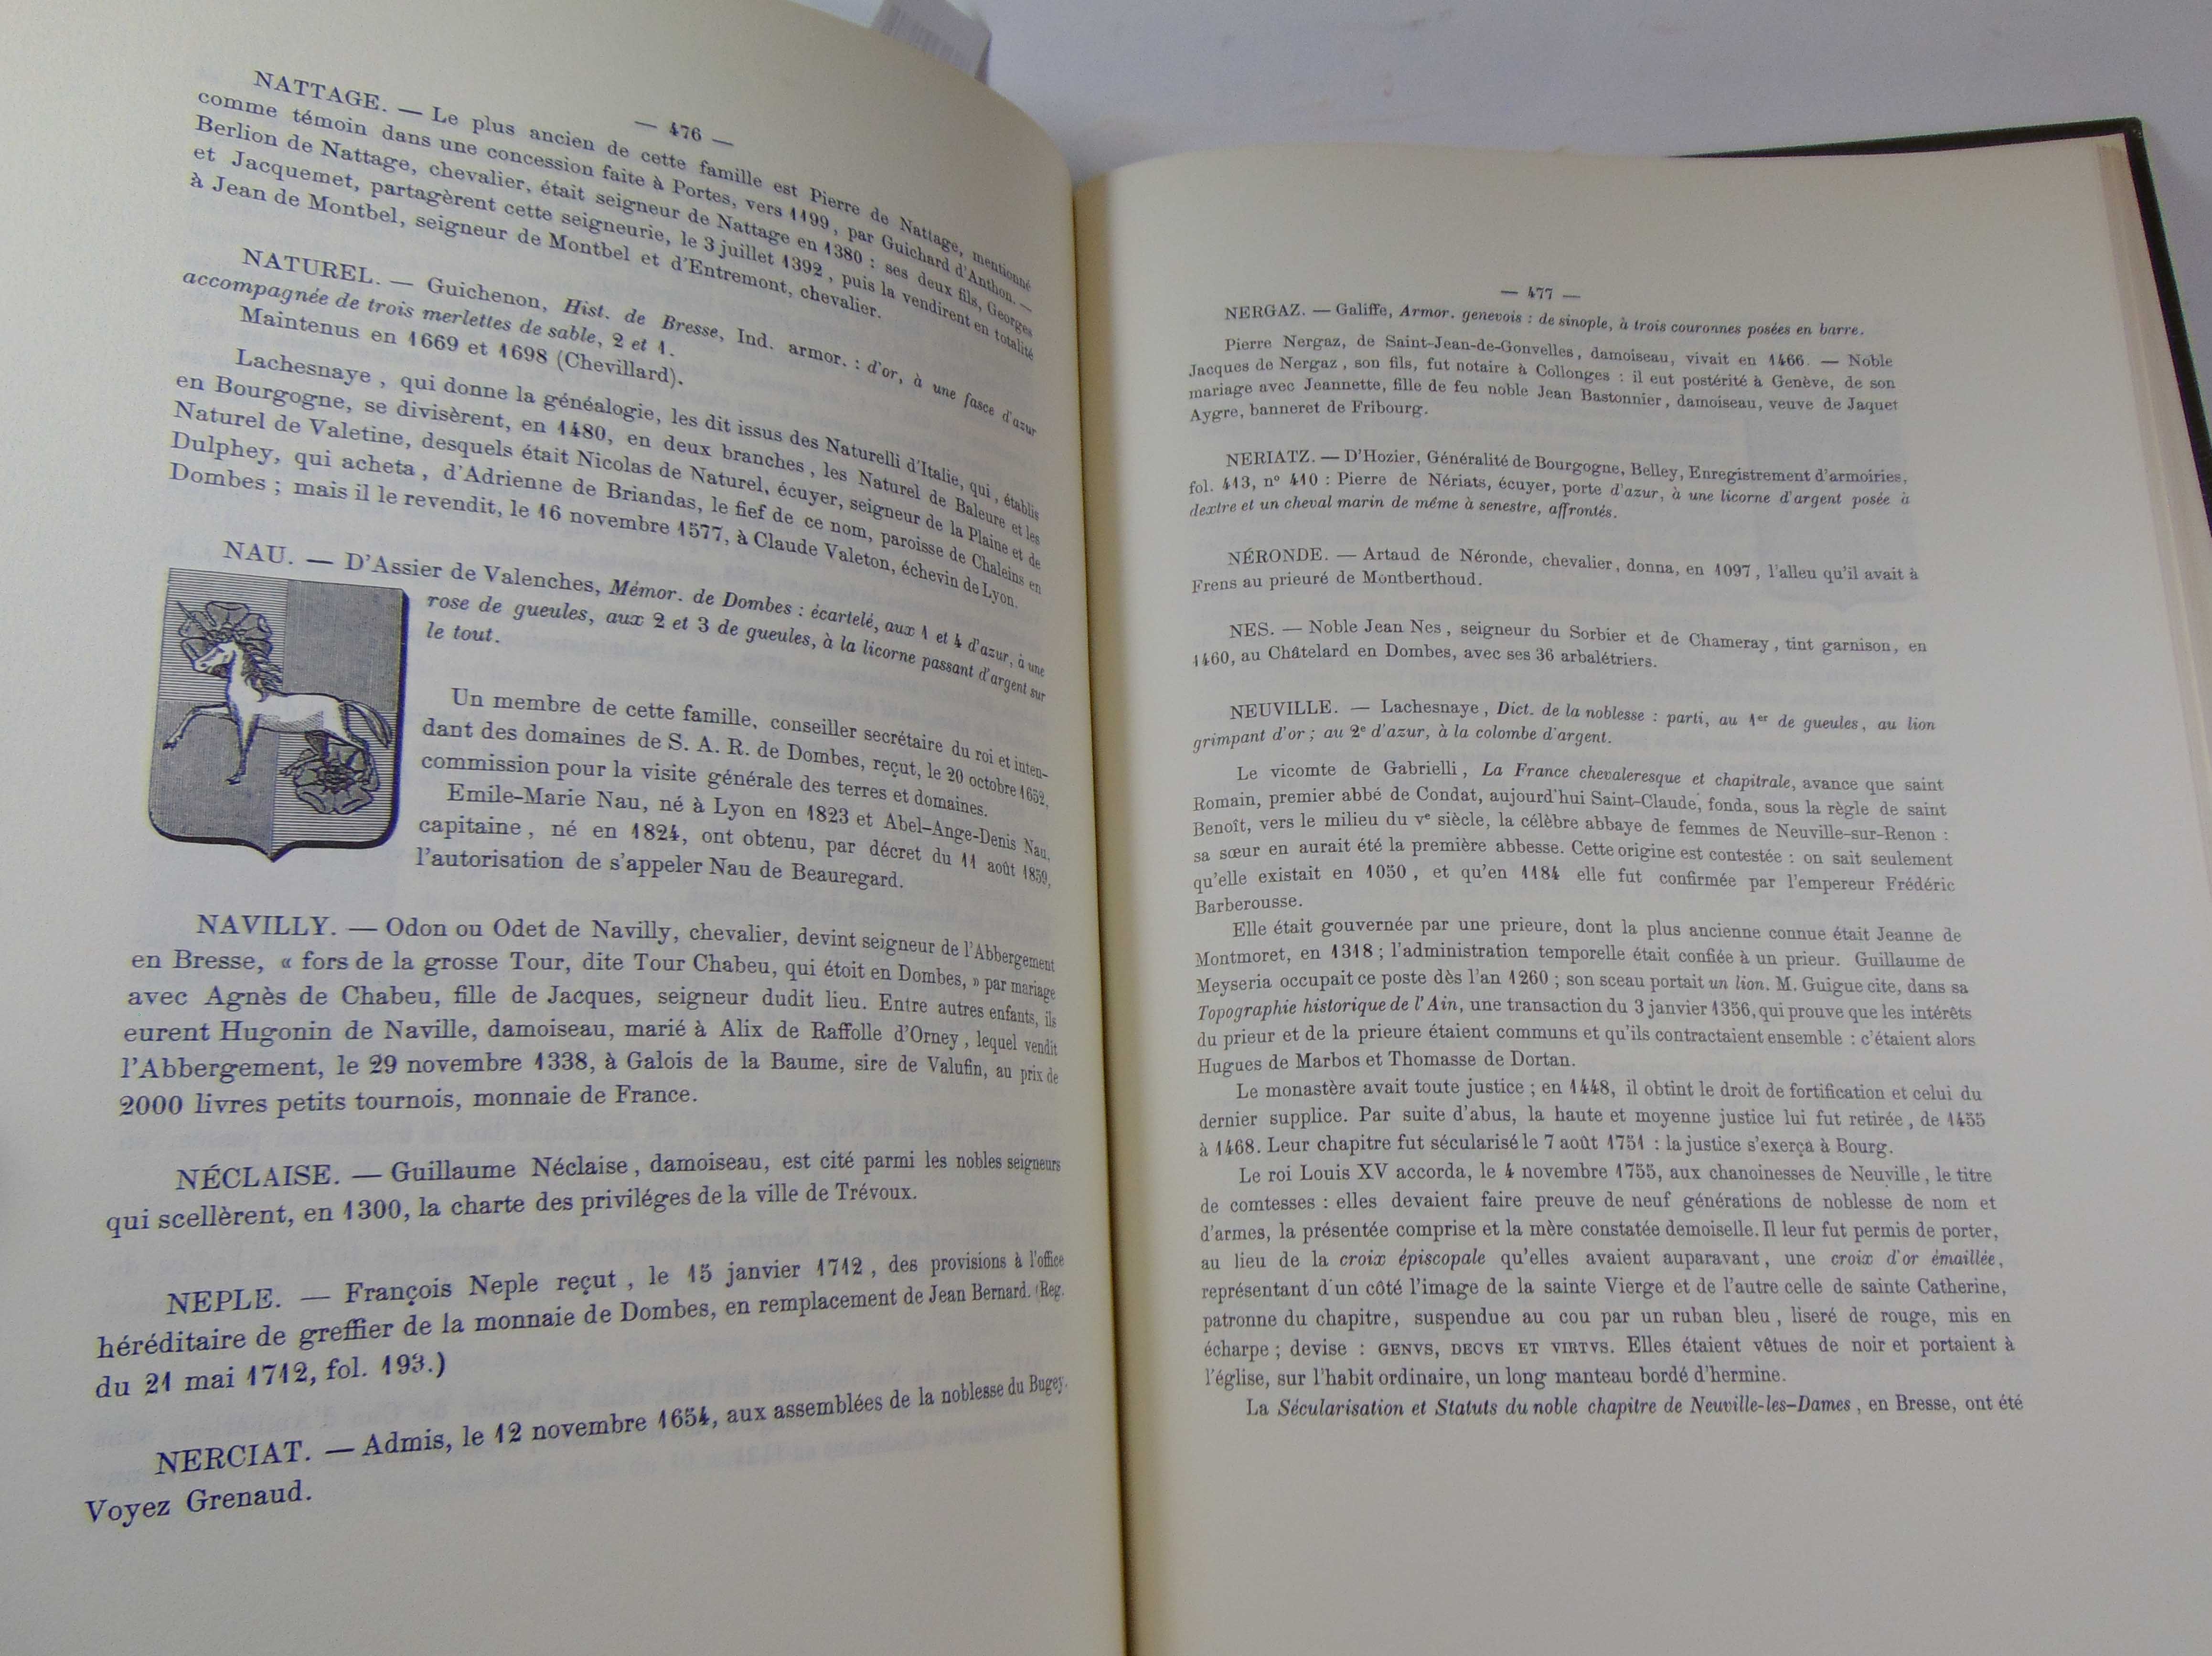 — 476 —
NATTAGE. — Le plus ancien de cette famille est Pierre de Nattage, mentionné
comme témoin dans une concession faite à Portes, vers 1199, par Guichard d'Anthon. —
Berlion de Nattage, chevalier, était seigneur de Nattage en 1380 : ses deux fils, Georges
et Jacquemet, partagèrent cette seigneurie, le 3 juillet 1392, puis la vendirent en totalité
à Jean de Montbel, seigneur de Montbel et d'Entremont, chevalier.
NATUREL. — Guichenon, Hist. de Bresse, Ind. armor. : d'or, à une fasce d'azur
accompagnée de trois merlettes de sable, 2 et 1.
Maintenus en 1669 et 1698 (Chevillard).
Lachesnaye, qui donne la généalogie, les dit issus des Naturelli d'Italie, qui, établis
en Bourgogne, se divisèrent, en 1480, en deux branches, les Naturel de Baleure et les
Naturel de Valetine, desquels était Nicolas de Naturel, écuyer, seigneur de la Plaine et de
Dulphey, qui acheta, d'Adrienne de Briandas, le fief de ce nom, paroisse de Chaleins en
Dombes ; mais il le revendit, le 16 novembre 1577, à Claude Valeton, échevin de Lyon.
NAU. — D'Assier de Valenches, Mémor. de Dombes : écartelé, aux 1 et 4 d'azur, à une
rose de gueules, aux 2 et 3 de gueules, à la licorne passant d'argent sur
le tout.
Un membre de cette famille, conseiller secrétaire du roi et inten-
dant des domaines de S. A. R. de Dombes, reçut, le 20 octobre 1652,
commission pour la visite générale des terres et domaines.
Emile-Marie Nau, né à Lyon en 1823 et Abel-Ange-Denis Nau,
capitaine, né en 1824, ont obtenu, par décret du 11 août 1859,
l'autorisation de s'appeler Nau de Beauregard.
NAVILLY. — Odon ou Odet de Navilly, chevalier, devint seigneur de l'Abbergement
en Bresse, « fors de la grosse Tour, dite Tour Chabeu, qui étoit en Dombes, » par mariage
avec Agnès de Chabeu, fille de Jacques, seigneur dudit lieu. Entre autres enfants, ils
eurent Hugonin de Naville, damoiseau, marié à Alix de Raffolle d'Orney, lequel vendit
l'Abbergement, le 29 novembre 1338, à Galois de la Baume, sire de Valufin, au prix de
2000 livres petits tournois, monnaie de France.
NÉCLAISE. — Guillaume Néclaise, damoiseau, est cité parmi les nobles seigneurs
qui scellèrent, en 1300, la charte des priviléges de la ville de Trévoux.
NEPLE. — François Neple reçut, le 15 janvier 1712, des provisions à l'office
héréditaire de greffier de la monnaie de Dombes, en remplacement de Jean Bernard. (Reg.
du 21 mai 1712, fol. 193.)
NERCIAT. — Admis, le 12 novembre 1654, aux assemblées de la noblesse du Bugey.
Voyez Grenaud.
— 477 —
NERGAZ. — Galiffe, Armor. genevois : de sinople, à trois couronnes posées en barre.
Pierre Nergaz, de Saint-Jean-de-Gonvelles, damoiseau, vivait en 1466. — Noble
Jacques de Nergaz, son fils, fut notaire à Collonges : il eut postérité à Genève, de son
mariage avec Jeannette, fille de feu noble Jean Bastonnier, damoiseau, veuve de Jaquet
Aygre, banneret de Fribourg.
NERIATZ. — D'Hozier, Généralité de Bourgogne, Belley, Enregistrement d'armoiries,
fol. 413, n° 410 : Pierre de Nériats, écuyer, porte d'azur, à une licorne d'argent posée à
dextre et un cheval marin de même à senestre, affrontés.
NÉRONDE. — Artaud de Néronde, chevalier, donna, en 1097, l'alleu qu'il avait à
Frens au prieuré de Montberthoud.
NES. — Noble Jean Nes, seigneur du Sorbier et de Chameray, tint garnison, en
1460, au Châtelard en Dombes, avec ses 36 arbalétriers.
NEUVILLE. — Lachesnaye, Dict. de la noblesse : parti, au 1er de gueules, au lion
grimpant d'or ; au 2e d'azur, à la colombe d'argent.
Le vicomte de Gabrielli, La France chevaleresque et chapitrale, avance que saint
Romain, premier abbé de Condat, aujourd'hui Saint-Claude, fonda, sous la règle de saint
Benoît, vers le milieu du ve siècle, la célèbre abbaye de femmes de Neuville-sur-Renon :
sa sœur en aurait été la première abbesse. Cette origine est contestée : on sait seulement
qu'elle existait en 1050, et qu'en 1184 elle fut confirmée par l'empereur Frédéric
Barberousse.
Elle était gouvernée par une prieure, dont la plus ancienne connue était Jeanne de
Montmoret, en 1318 ; l'administration temporelle était confiée à un prieur. Guillaume de
Meyseria occupait ce poste dès l'an 1260 ; son sceau portait un lion. M. Guigue cite, dans sa
Topographie historique de l'Ain, une transaction du 3 janvier 1356, qui prouve que les intérêts
du prieur et de la prieure étaient communs et qu'ils contractaient ensemble : c'étaient alors
Hugues de Marbos et Thomasse de Dortan.
Le monastère avait toute justice ; en 1448, il obtint le droit de fortification et celui du
dernier supplice. Par suite d'abus, la haute et moyenne justice lui fut retirée, de 1455
à 1468. Leur chapitre fut sécularisé le 7 août 1751 : la justice s'exerça à Bourg.
Le roi Louis XV accorda, le 4 novembre 1755, aux chanoinesses de Neuville, le titre
de comtesses : elles devaient faire preuve de neuf générations de noblesse de nom et
d'armes, la présentée comprise et la mère constatée demoiselle. Il leur fut permis de porter,
au lieu de la croix épiscopale qu'elles avaient auparavant, une croix d'or émaillée,
représentant d'un côté l'image de la sainte Vierge et de l'autre celle de sainte Catherine,
patronne du chapitre, suspendue au cou par un ruban bleu, liseré de rouge, mis en
écharpe ; devise : GENVS, DECVS ET VIRTVS. Elles étaient vêtues de noir et portaient à
l'église, sur l'habit ordinaire, un long manteau bordé d'hermine.
La Sécularisation et Statuts du noble chapitre de Neuville-les-Dames, en Bresse, ont été